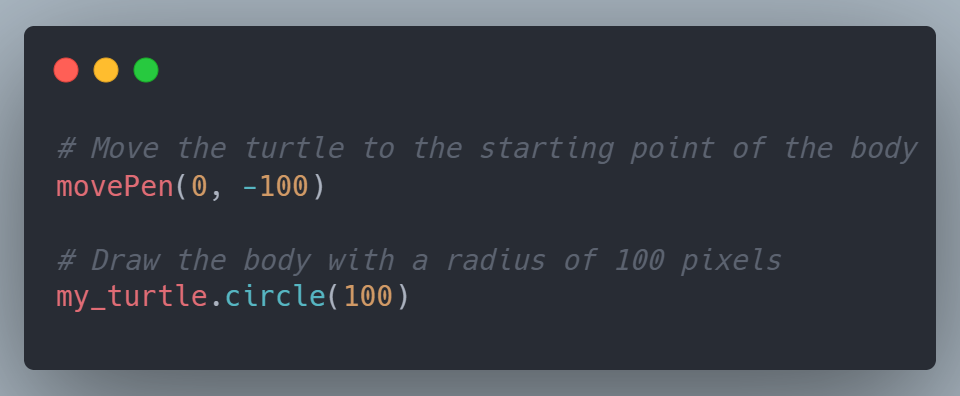 # Move the turtle to the starting point of the body
movePen(0, -100)
# Draw the body with a radius of 100 pixels
my_turtle.circle(100)